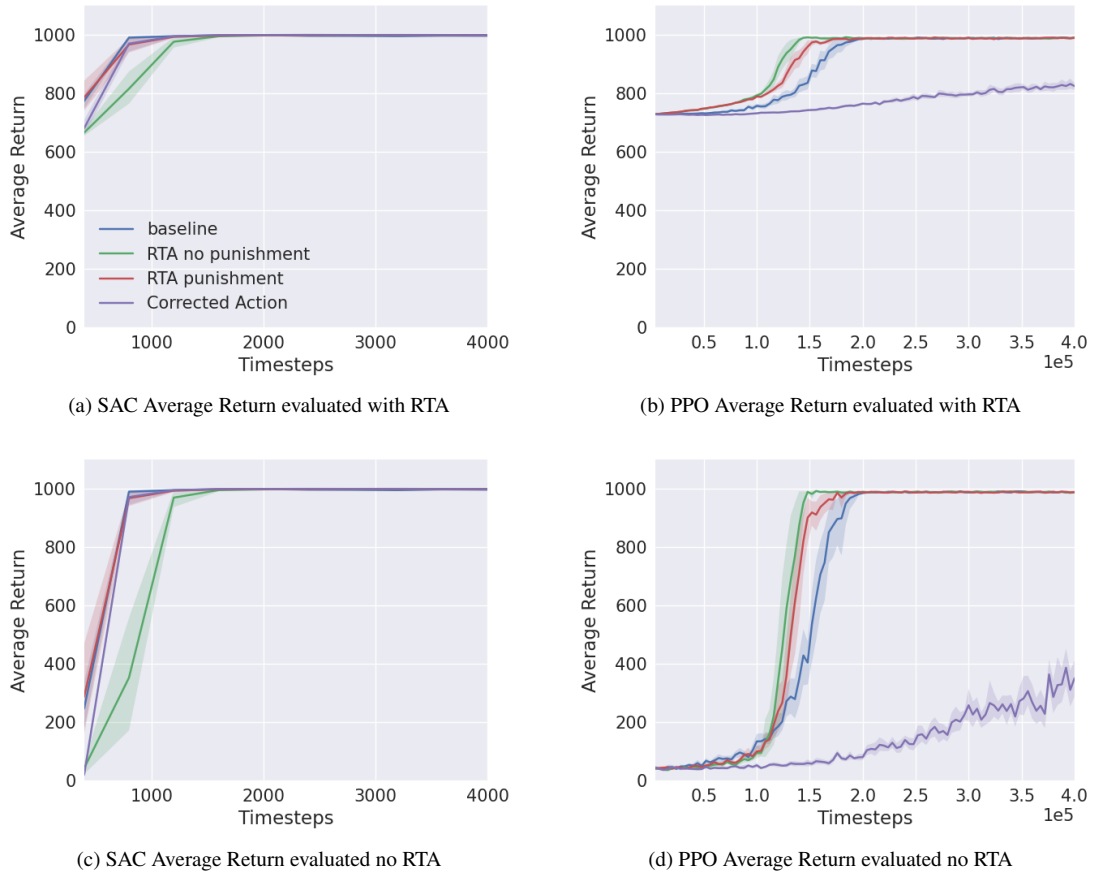 1000
800
600
400
200
0
Average Return
baseline
RTA no punishment
RTA punishment
Corrected Action
1000 2000 3000 4000
Timesteps
(a) SAC Average Return evaluated with RTA
1000
800
600
400
200
0
Average Return
0.5 1.0 1.5 2.0 2.5 3.0 3.5 4.0
Timesteps 1e5
(b) PPO Average Return evaluated with RTA
1000
800
600
400
200
0
Average Return
1000 2000 3000 4000
Timesteps
(c) SAC Average Return evaluated no RTA
1000
800
600
400
200
0
Average Return
0.5 1.0 1.5 2.0 2.5 3.0 3.5 4.0
Timesteps 1e5
(d) PPO Average Return evaluated no RTA